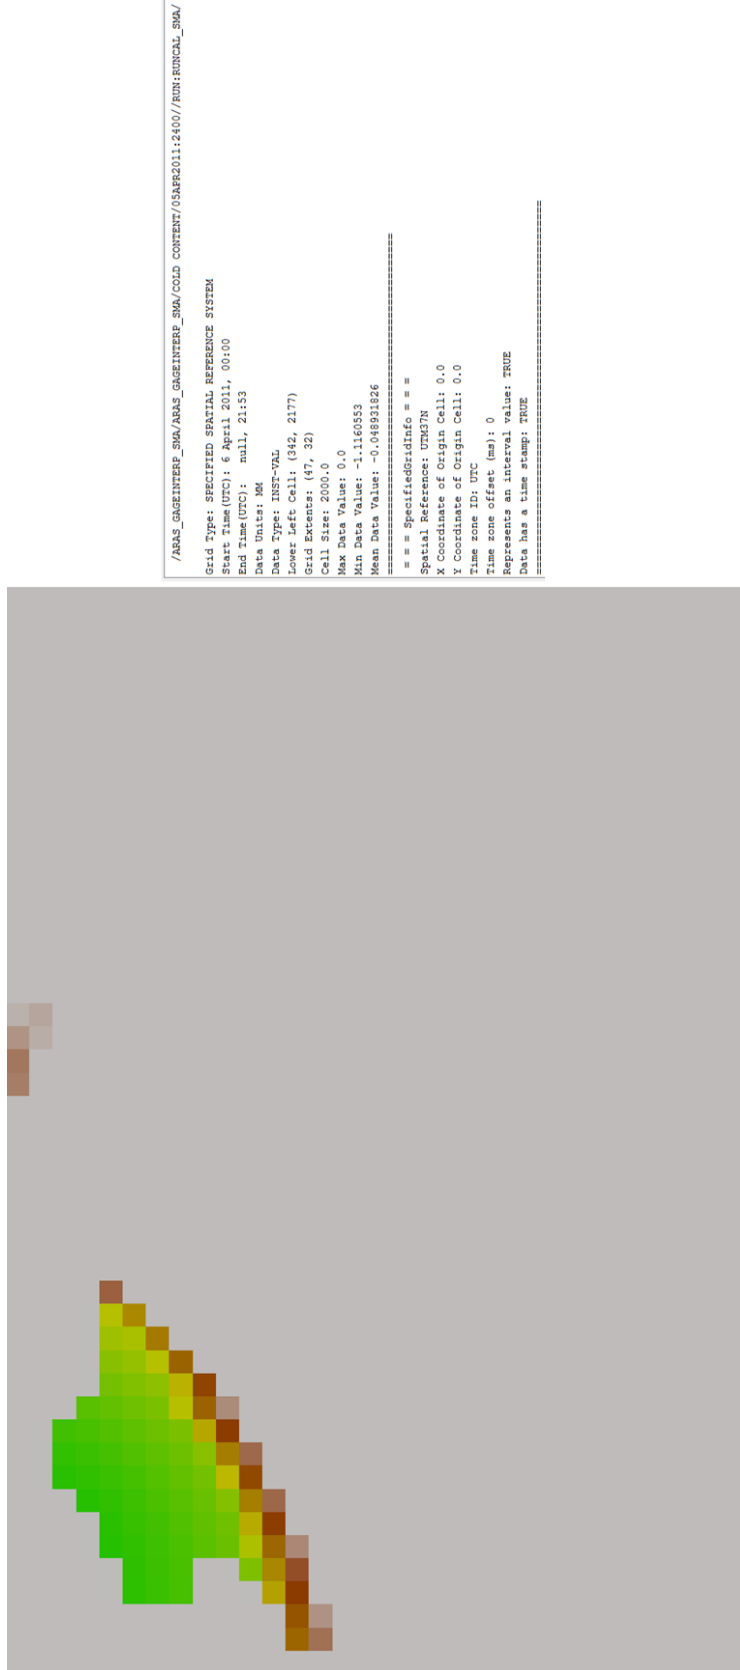 /ARAS_GAGEINTERP_SMA/ARAS_GAGEINTERP_SMA/COLD CONTENT/05APR2011:2400//RUN:RUNCAL_SMA/
Grid Type: SPECIFIED SPATIAL REFERENCE SYSTEM
Start Time(UTC): 6 April 2011, 00:00
End Time(UTC): null, 21:53
Data Units: MM
Data Type: INST-VAL
Lower Left Cell: (342, 2177)
Grid Extents: (47, 32)
Cell Size: 2000.0
Max Data Value: 0.0
Min Data Value: -1.1160553
Mean Data Value: -0.048931826
======================================================
= = = SpecifiedGridInfo = = =
Spatial Reference: UTM37N
X Coordinate of Origin Cell: 0.0
Y Coordinate of Origin Cell: 0.0
Time zone ID: UTC
Time zone offset (ms): 0
Represents an interval value: TRUE
Data has a time stamp: TRUE
============================================================